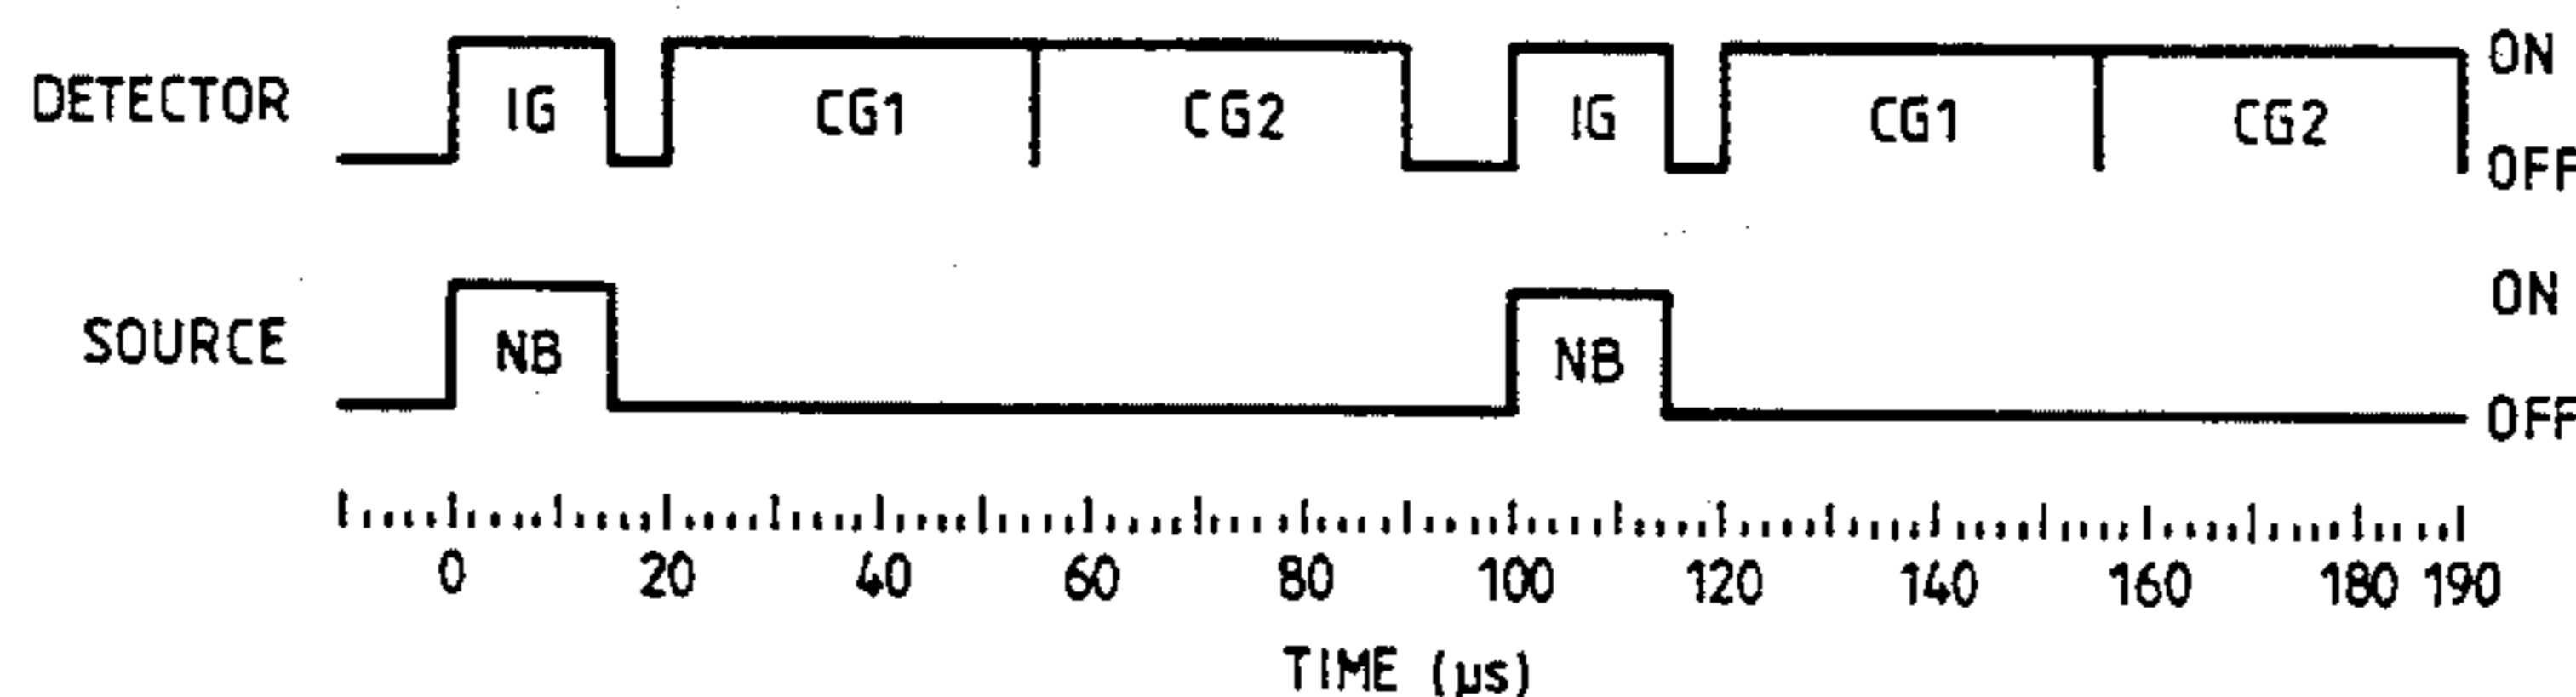 DETECTOR IG CG1 CG2 IG CG1 CG2 ON
OFF
SOURCE NB NB ON
OFF
0 20 40 60 80 100 120 140 160 180 190
TIME (µs)